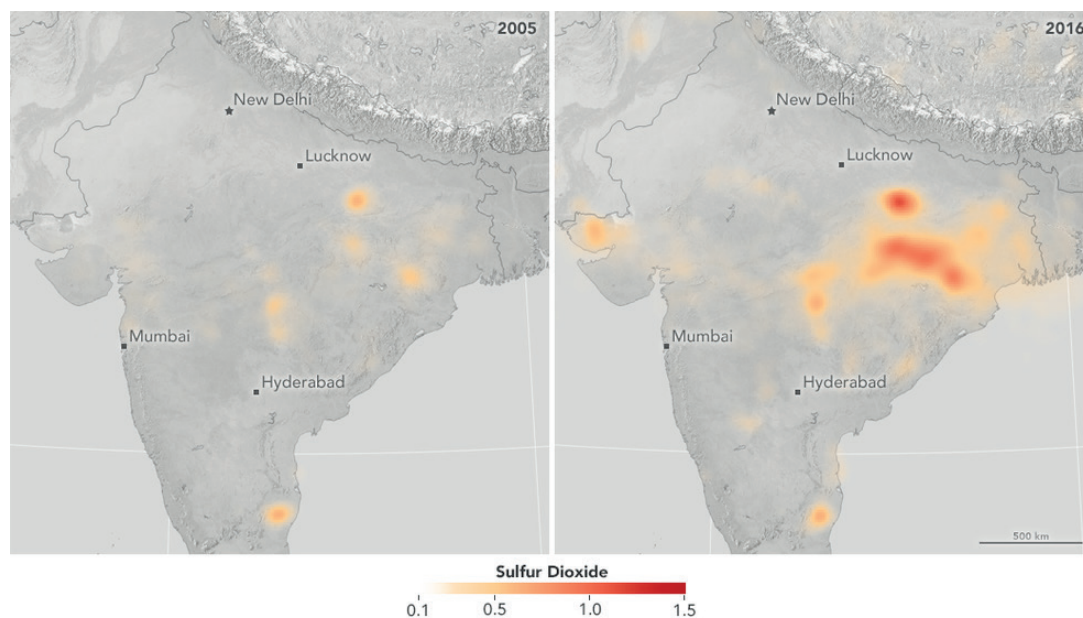 2005
New Delhi
Lucknow
Mumbai
Hyderabad
2016
New Delhi
Lucknow
Mumbai
Hyderabad
500 km
Sulfur Dioxide
0.1 0.5 1.0 1.5